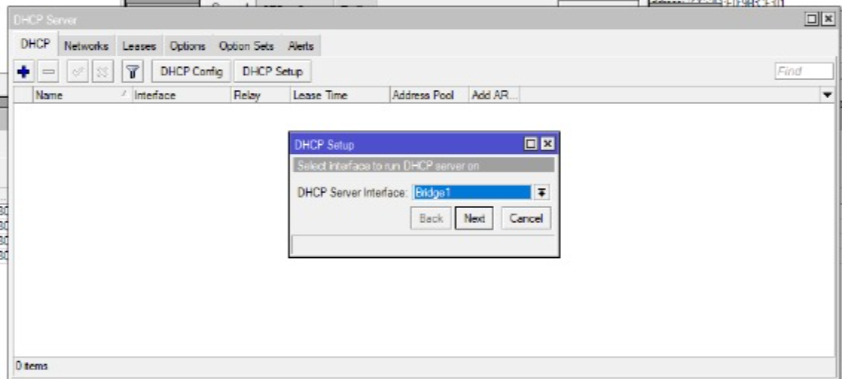 DHCP Server
DHCP Networks Leases Options Option Sets Alerts
DHCP Config DHCP Setup Find
Name Interface Relay Lease Time Address Pool Add AR...
DHCP Setup
Select interface to run DHCP server on
DHCP Server Interface: Bridge1
Back Next Cancel
0 items